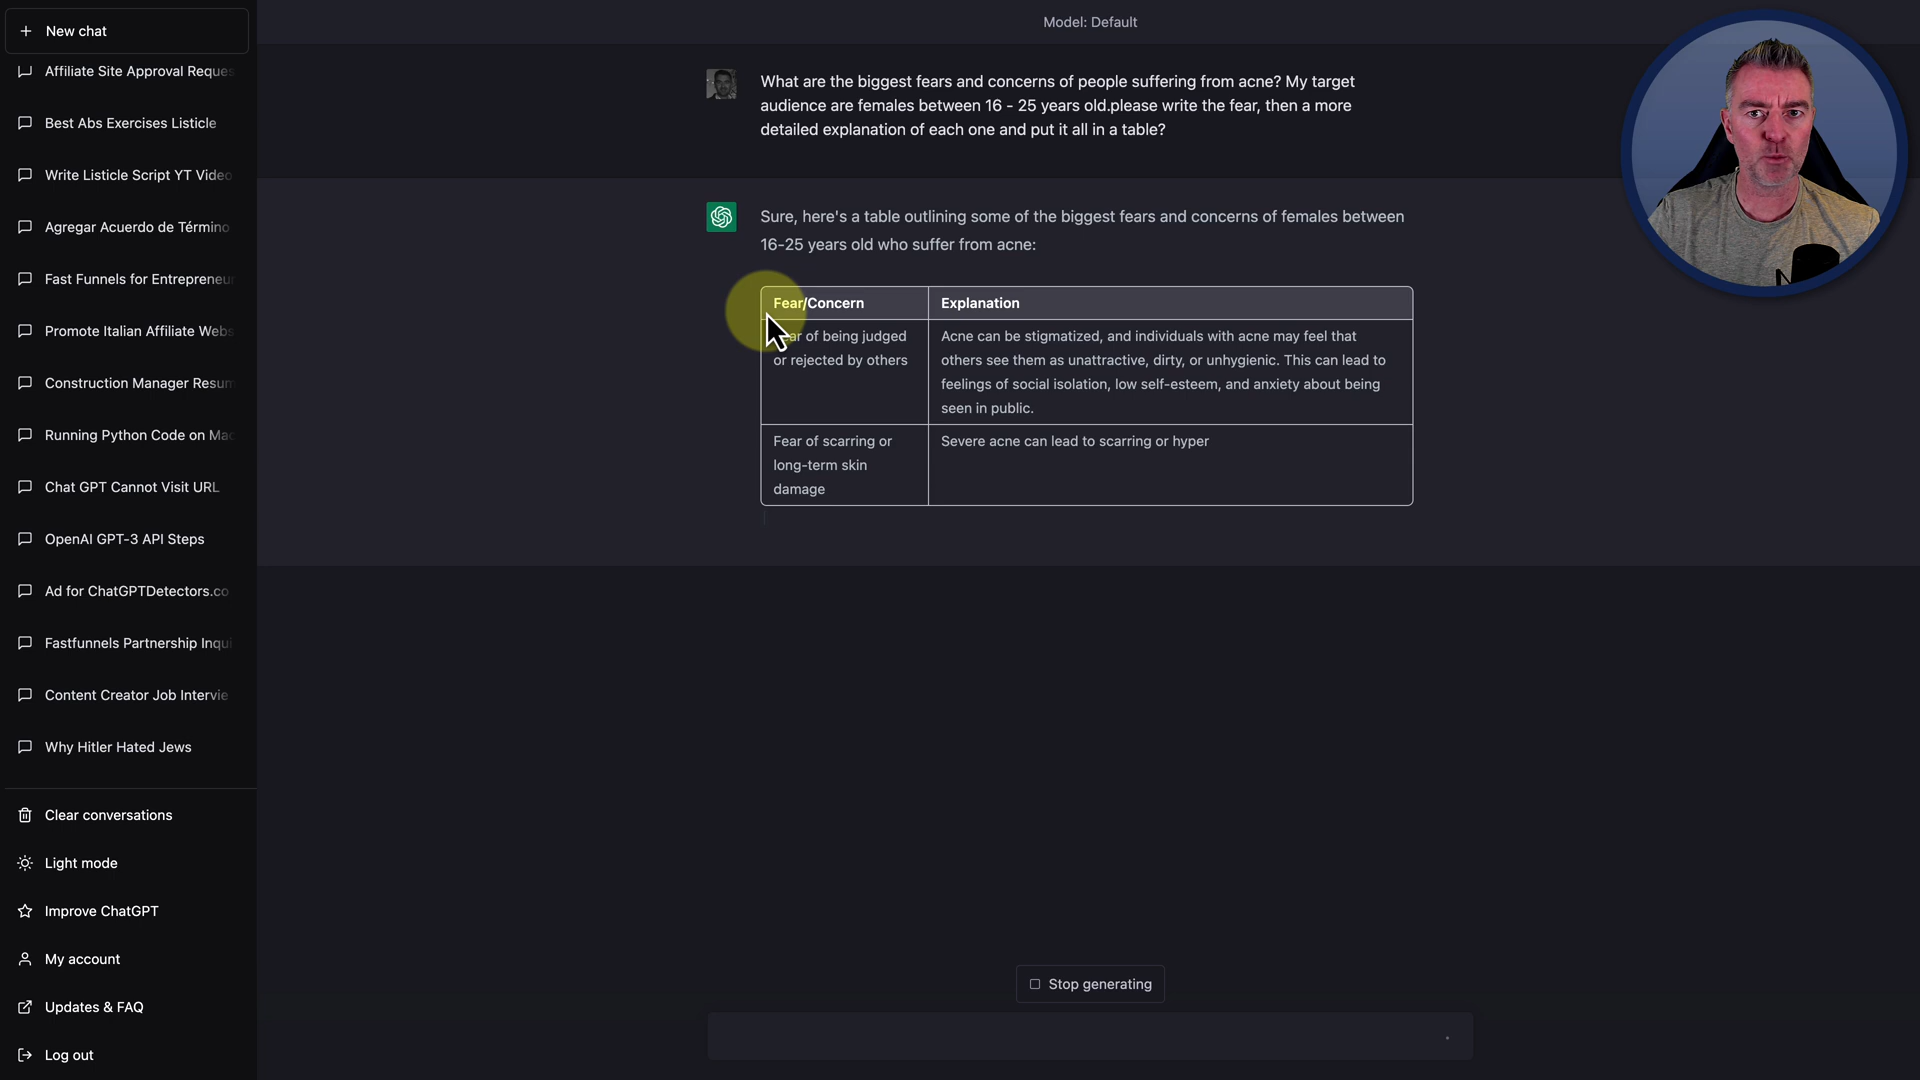 New chat
Affiliate Site Approval Reques
Best Abs Exercises Listicle
Write Listicle Script YT Video
Agregar Acuerdo de Término
Fast Funnels for Entrepreneur
Promote Italian Affiliate Webs
Construction Manager Resum
Running Python Code on Mac
Chat GPT Cannot Visit URL
OpenAI GPT-3 API Steps
Ad for ChatGPTDetectors.co
Fastfunnels Partnership Inqui
Content Creator Job Intervie
Why Hitler Hated Jews
Clear conversations
Light mode
Improve ChatGPT
My account
Updates & FAQ
Log out
Model: Default
What are the biggest fears and concerns of people suffering from acne? My target
audience are females between 16 - 25 years old.please write the fear, then a more
detailed explanation of each one and put it all in a table?
Sure, here's a table outlining some of the biggest fears and concerns of females between
16-25 years old who suffer from acne:
Fear/Concern
Explanation
of being judged
or rejected by others
Acne can be stigmatized, and individuals with acne may feel that
others see them as unattractive, dirty, or unhygienic. This can lead to
feelings of social isolation, low self-esteem, and anxiety about being
seen in public.
Fear of scarring or
long-term skin
damage
Severe acne can lead to scarring or hyper
Stop generating